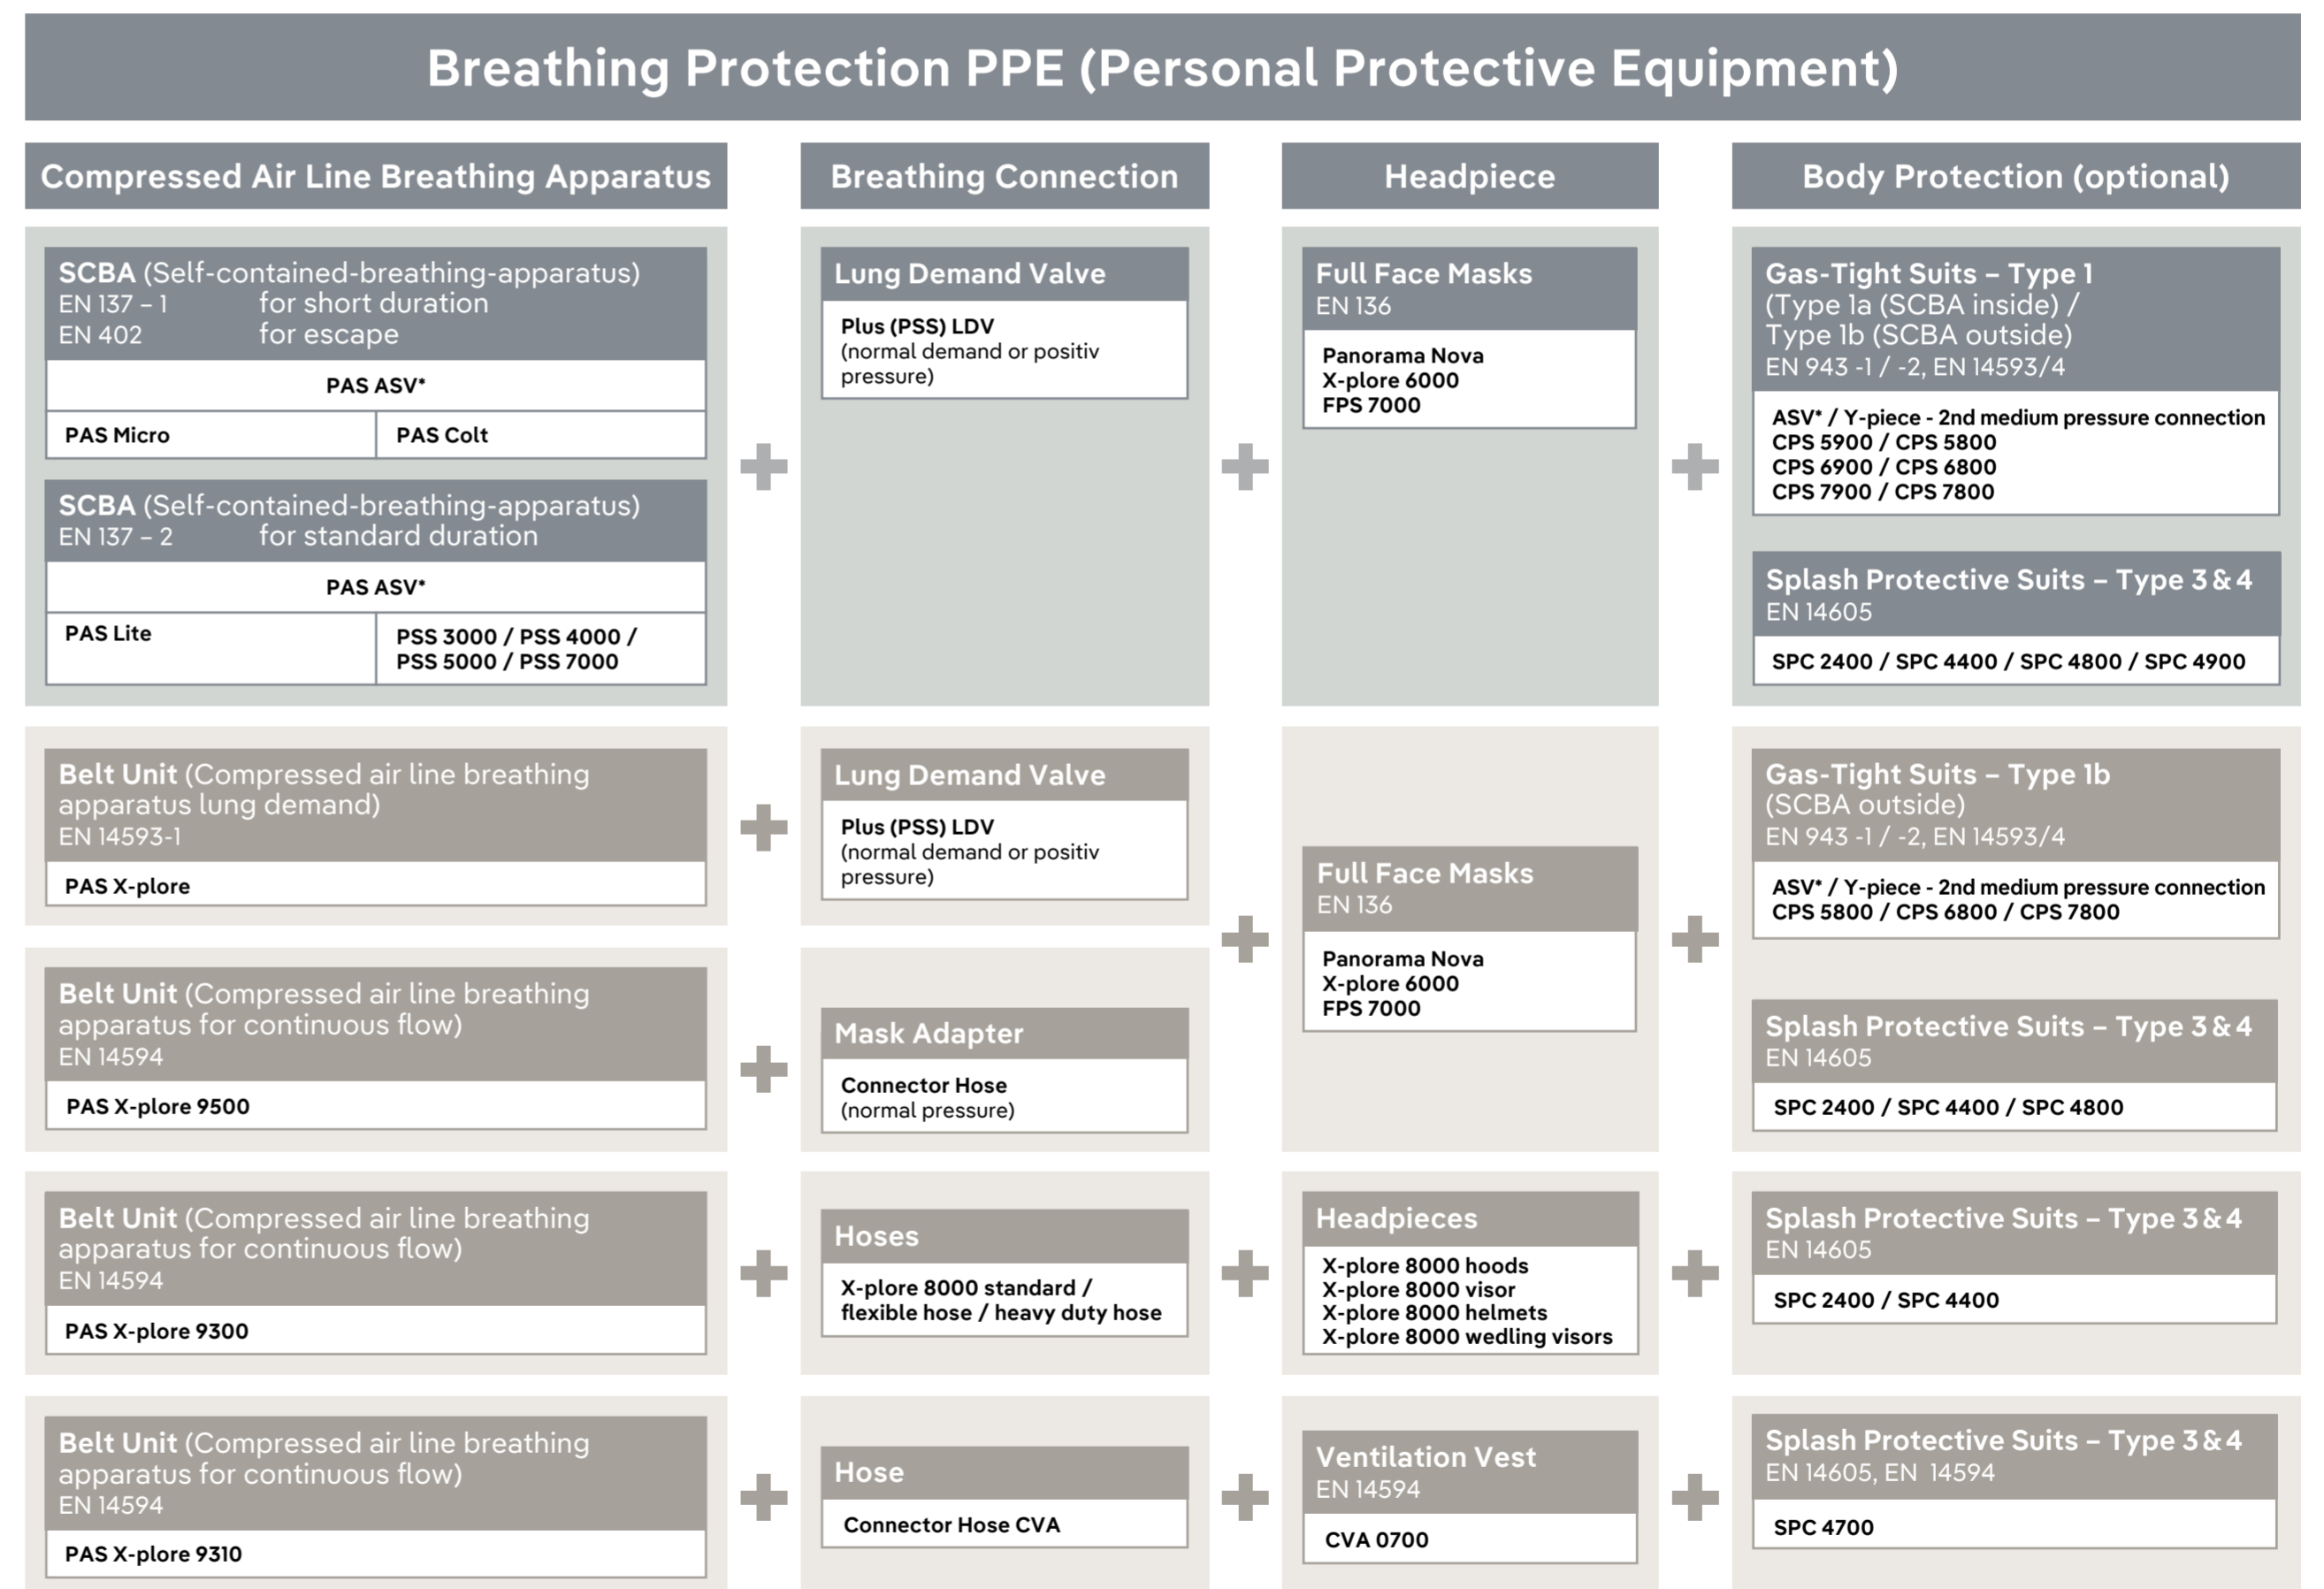 Breathing Protection PPE (Personal Protective Equipment)
Compressed Air Line Breathing Apparatus
Breathing Connection
Headpiece
Body Protection (optional)
SCBA (Self-contained-breathing-apparatus)
EN 137 – 1 for short duration
EN 402 for escape
PAS ASV*
PAS Micro
PAS Colt
SCBA (Self-contained-breathing-apparatus)
EN 137 – 2 for standard duration
PAS ASV*
PAS Lite
PSS 3000 / PSS 4000 /
PSS 5000 / PSS 7000
Lung Demand Valve
Plus (PSS) LDV
(normal demand or positiv
pressure)
Full Face Masks
EN 136
Panorama Nova
X-plore 6000
FPS 7000
Gas-Tight Suits – Type 1
(Type 1a (SCBA inside) /
Type 1b (SCBA outside)
EN 943 -1 / -2, EN 14593/4
ASV* / Y-piece - 2nd medium pressure connection
CPS 5900 / CPS 5800
CPS 6900 / CPS 6800
CPS 7900 / CPS 7800
Splash Protective Suits – Type 3 & 4
EN 14605
SPC 2400 / SPC 4400 / SPC 4800 / SPC 4900
Belt Unit (Compressed air line breathing
apparatus lung demand)
EN 14593-1
PAS X-plore
Lung Demand Valve
Plus (PSS) LDV
(normal demand or positiv
pressure)
Belt Unit (Compressed air line breathing
apparatus for continuous flow)
EN 14594
PAS X-plore 9500
Mask Adapter
Connector Hose
(normal pressure)
Full Face Masks
EN 136
Panorama Nova
X-plore 6000
FPS 7000
Gas-Tight Suits – Type 1b
(SCBA outside)
EN 943 -1 / -2, EN 14593/4
ASV* / Y-piece - 2nd medium pressure connection
CPS 5800 / CPS 6800 / CPS 7800
Splash Protective Suits – Type 3 & 4
EN 14605
SPC 2400 / SPC 4400 / SPC 4800
Belt Unit (Compressed air line breathing
apparatus for continuous flow)
EN 14594
PAS X-plore 9300
Hoses
X-plore 8000 standard /
flexible hose / heavy duty hose
Headpieces
X-plore 8000 hoods
X-plore 8000 visor
X-plore 8000 helmets
X-plore 8000 wedling visors
Splash Protective Suits – Type 3 & 4
EN 14605
SPC 2400 / SPC 4400
Belt Unit (Compressed air line breathing
apparatus for continuous flow)
EN 14594
PAS X-plore 9310
Hose
Connector Hose CVA
Ventilation Vest
EN 14594
CVA 0700
Splash Protective Suits – Type 3 & 4
EN 14605, EN 14594
SPC 4700